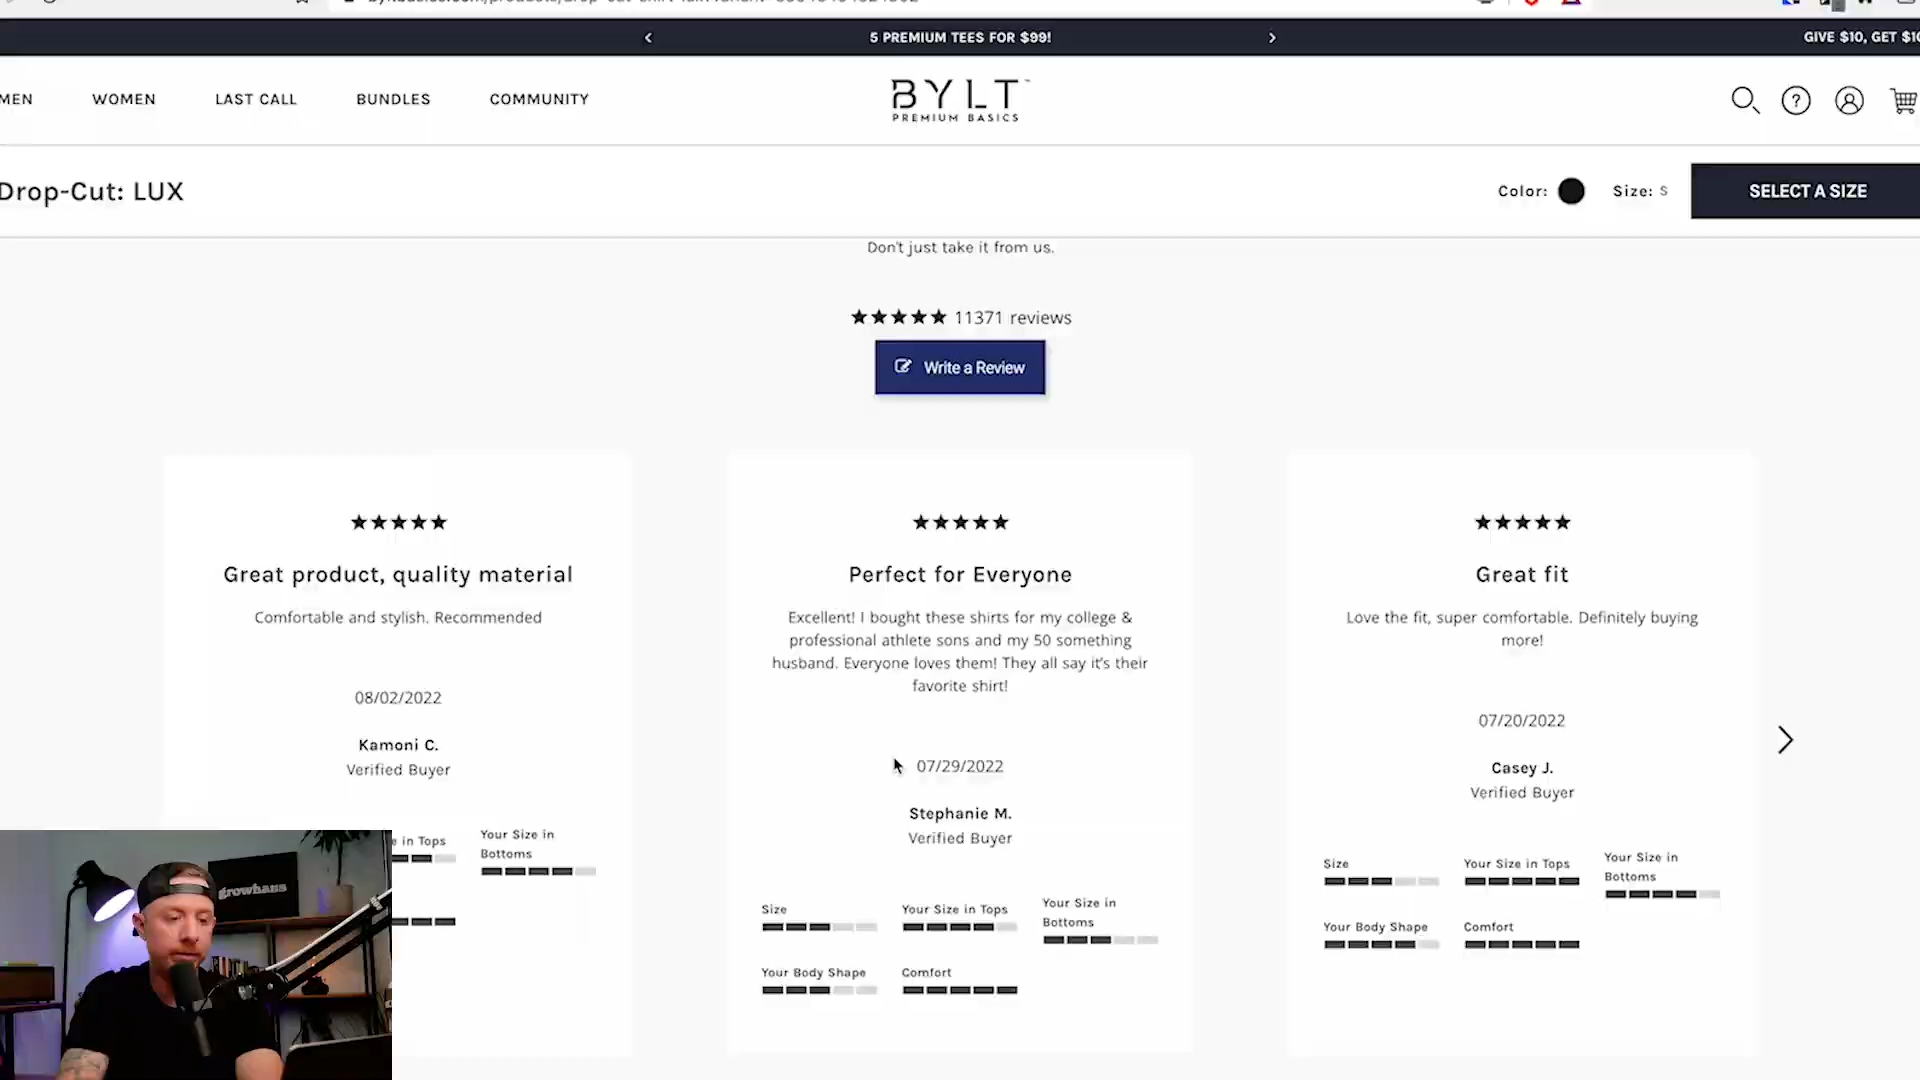 5 PREMIUM TEES FOR $99!
GIVE $10, GET $10
MEN
WOMEN
LAST CALL
BUNDLES
COMMUNITY
BYLT
PREMIUM BASICS
Drop-Cut: LUX
Color:
Size: S
SELECT A SIZE
Don't just take it from us.
11371 reviews
Write a Review
Great product, quality material
Comfortable and stylish. Recommended
08/02/2022
Kamoni C.
Verified Buyer
e in Tops
Your Size in
Bottoms
Perfect for Everyone
Excellent! I bought these shirts for my college &
professional athlete sons and my 50 something
husband. Everyone loves them! They all say it's their
favorite shirt!
07/29/2022
Stephanie M.
Verified Buyer
Size
Your Size in Tops
Your Size in
Bottoms
Your Body Shape
Comfort
Great fit
Love the fit, super comfortable. Definitely buying
more!
07/20/2022
Casey J.
Verified Buyer
Size
Your Size in Tops
Your Size in
Bottoms
Your Body Shape
Comfort
growhaus